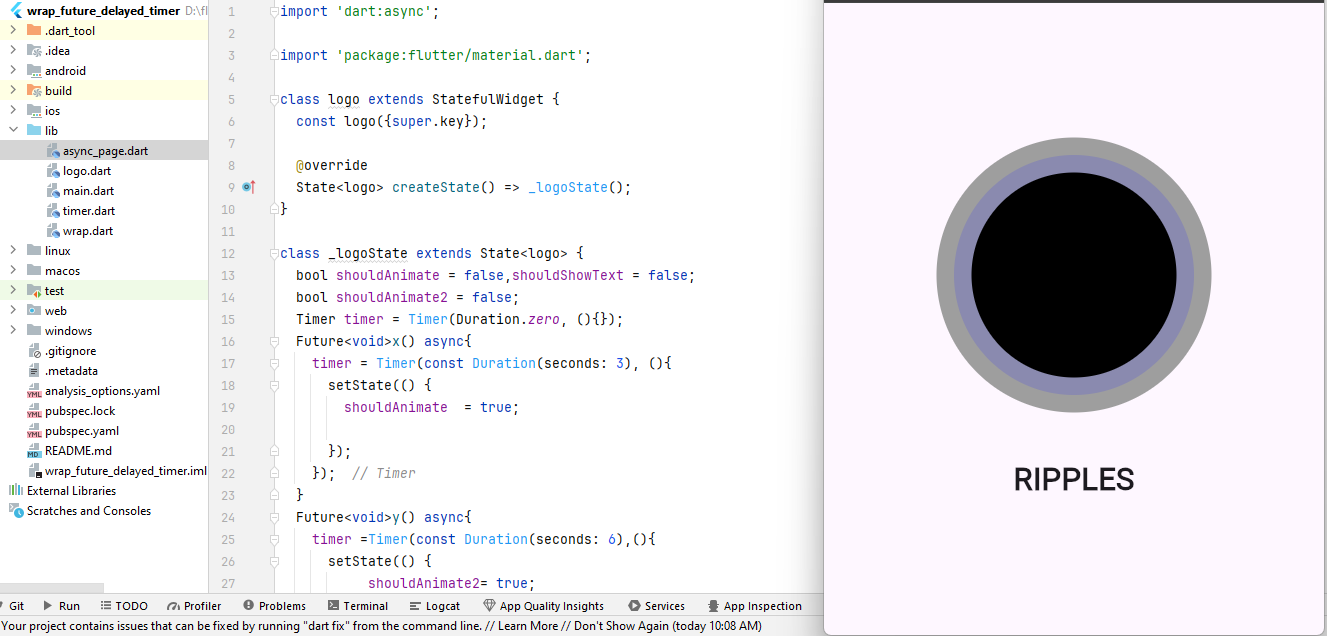 wrap_future_delayed_timer D:\fl
.dart_tool
.idea
android
build
ios
lib
async_page.dart
logo.dart
main.dart
timer.dart
wrap.dart
linux
macos
test
web
windows
.gitignore
.metadata
analysis_options.yaml
pubspec.lock
pubspec.yaml
README.md
wrap_future_delayed_timer.iml
External Libraries
Scratches and Consoles
1 import 'dart:async';
2
3 import 'package:flutter/material.dart';
4
5 class logo extends StatefulWidget {
6 const logo({super.key});
7
8 @override
9 State<logo> createState() => _logoState();
10 }
11
12 class _logoState extends State<logo> {
13 bool shouldAnimate = false,shouldShowText = false;
14 bool shouldAnimate2 = false;
15 Timer timer = Timer(Duration.zero, (){});
16 Future<void>x() async{
17 timer = Timer(const Duration(seconds: 3), (){
18 setState(() {
19 shouldAnimate  = true;
20
21 });
22 });  // Timer
23 }
24 Future<void>y() async{
25 timer =Timer(const Duration(seconds: 6),(){
26 setState(() {
27 shouldAnimate2= true;
RIPPLES
Git Run TODO Profiler Problems Terminal Logcat App Quality Insights Services App Inspection
Your project contains issues that can be fixed by running "dart fix" from the command line. // Learn More // Don't Show Again (today 10:08 AM)